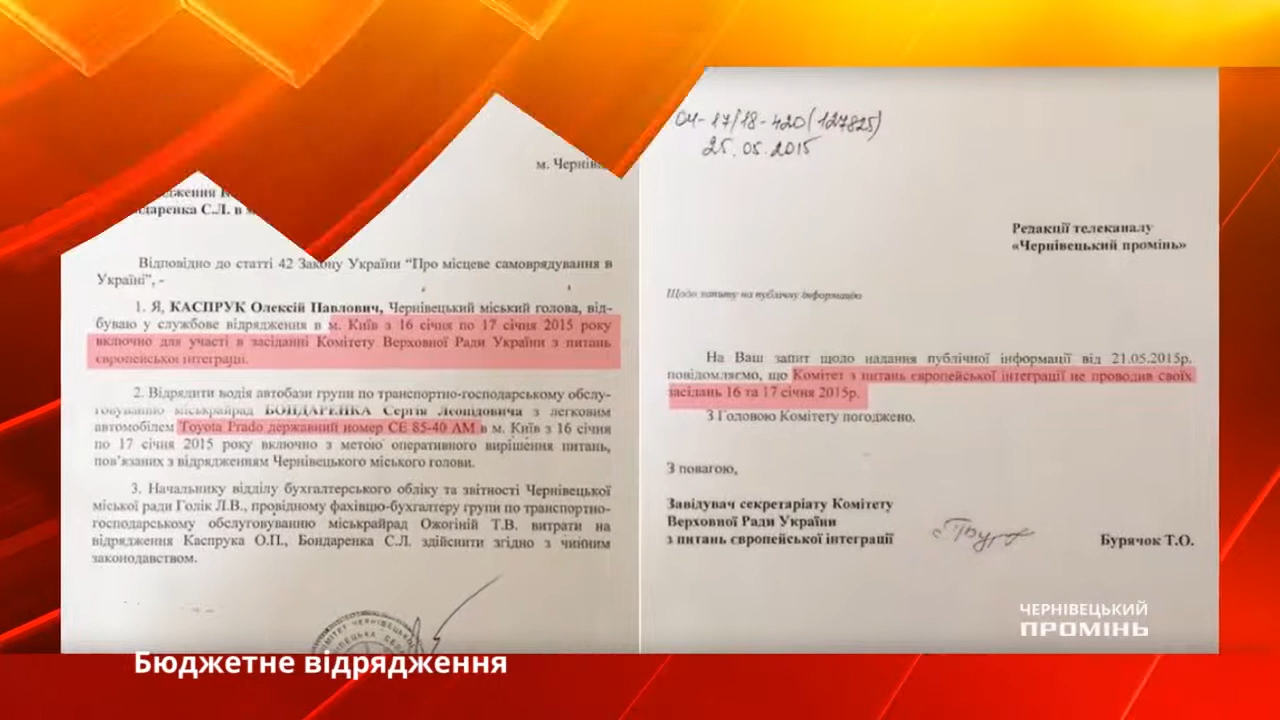 м. Чернів
дження
даренка С.Л. в м
Відповідно до статті 42 Закону України “Про місцеве самоврядування в
Україні”, -
1. Я, КАСПРУК Олексій Павлович, Чернівецький міський голова, від-
буваю у службове відрядження в м. Київ з 16 січня по 17 січня 2015 року
включно для участі в засіданні Комітету Верховної Ради України з питань
європейської інтеграції.
2. Відрядити водія автобази групи по транспортно-господарському обслу-
говуванню міськрайрад БОНДАРЕНКА Сергія Леонідовича з легковим
автомобілем Toyota Prado державний номер СЕ 85-40 АМ в м. Київ з 16 січня
по 17 січня 2015 року включно з метою оперативного вирішення питань,
пов’язаних з відрядженням Чернівецького міського голови.
3. Начальнику відділу бухгалтерського обліку та звітності Чернівецької
міської ради Голік Л.В., провідному фахівцю-бухгалтеру групи по транспортно-
господарському обслуговуванню міськрайрад Ожогіній Т.В. витрати на
відрядження Каспрука О.П., Бондаренка С.Л. здійснити згідно з чинним
законодавством.
04-17/18-420(127825)
25.05.2015
Редакції телеканалу
«Чернівецький промінь»
Щодо запиту на публічну інформацію
На Ваш запит щодо надання публічної інформації від 21.05.2015р.
повідомляємо, що Комітет з питань європейської інтеграції не проводив своїх
засідань 16 та 17 січня 2015р.
З Головою Комітету погоджено.
З повагою,
Завідувач секретаріату Комітету
Верховної Ради України
з питань європейської інтеграції
Бурячок Т.О.
ЧЕРНІВЕЦЬКИЙ
ПРОМІНЬ
Бюджетне відрядження